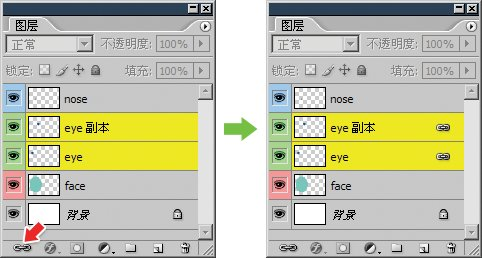 图层
正常
不透明度: 100%
锁定:
填充: 100%
nose
eye 副本
eye
face
背景
图层
正常
不透明度: 100%
锁定:
填充: 100%
nose
eye 副本
eye
face
背景